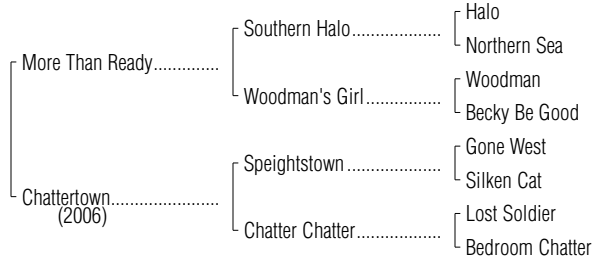 Halo
Southern Halo...................
Northern Sea
More Than Ready..............
Woodman
Woodman's Girl................
Becky Be Good
Gone West
Speightstown ....................
Silken Cat
Chattertown.......................
(2006)
Lost Soldier
Chatter Chatter..................
Bedroom Chatter